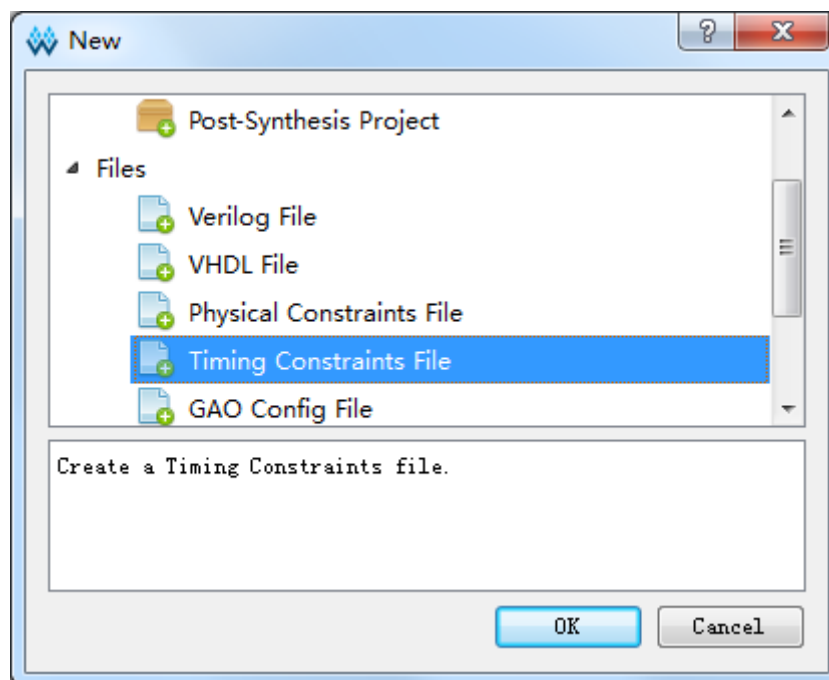 New
Post-Synthesis Project
Files
Verilog File
VHDL File
Physical Constraints File
Timing Constraints File
GAO Config File
Create a Timing Constraints file.
OK
Cancel